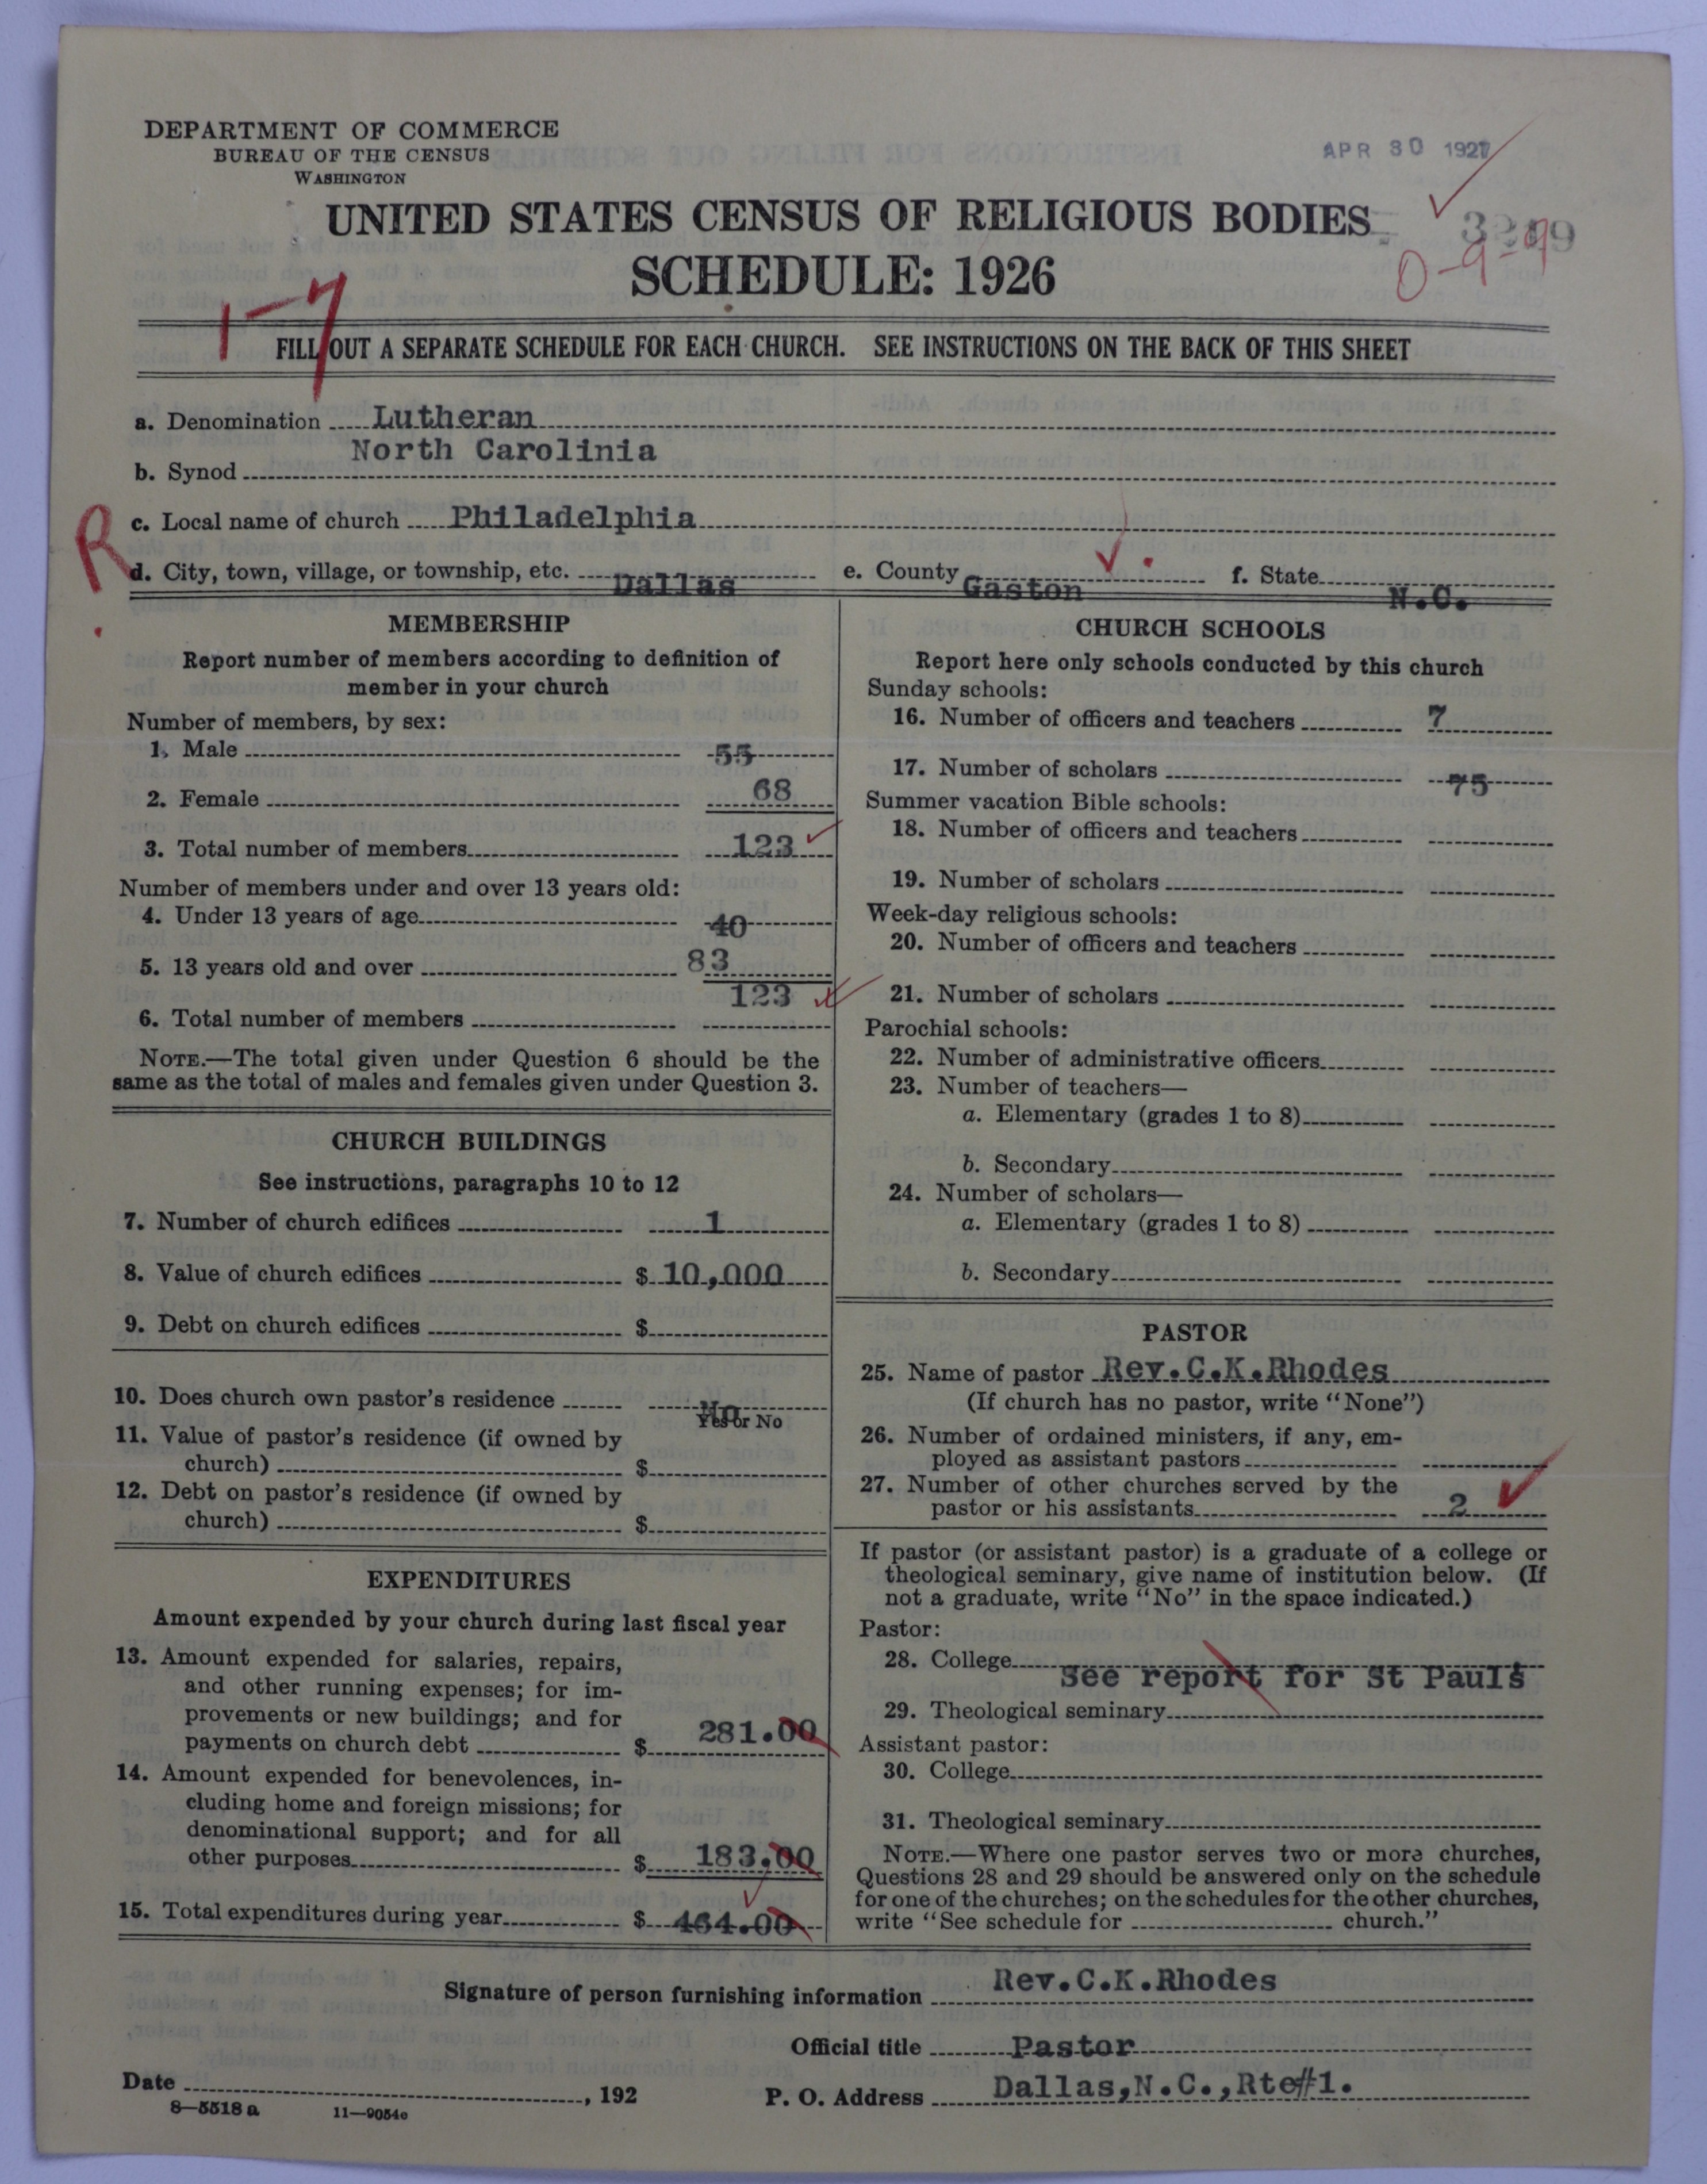 DEPARTMENT OF COMMERCE
BUREAU OF THE CENSUS
WASHINGTON
APR 30 1927
UNITED STATES CENSUS OF RELIGIOUS BODIES
SCHEDULE: 1926
0-9-9
1-7
FILL OUT A SEPARATE SCHEDULE FOR EACH CHURCH. SEE INSTRUCTIONS ON THE BACK OF THIS SHEET
a. Denomination Lutheran
b. Synod North Carolinia
c. Local name of church Philadelphia
R
d. City, town, village, or township, etc. Dallas e. County Gaston f. State N.C.
MEMBERSHIP
Report number of members according to definition of
member in your church
Number of members, by sex:
1. Male 55
2. Female 68
3. Total number of members 123
Number of members under and over 13 years old:
4. Under 13 years of age 40
5. 13 years old and over 83
6. Total number of members 123
NOTE.—The total given under Question 6 should be the
same as the total of males and females given under Question 3.
CHURCH BUILDINGS
See instructions, paragraphs 10 to 12
7. Number of church edifices 1
8. Value of church edifices $ 10,000
9. Debt on church edifices $
10. Does church own pastor's residence No
Yes or No
11. Value of pastor's residence (if owned by
church) $
12. Debt on pastor's residence (if owned by
church) $
EXPENDITURES
Amount expended by your church during last fiscal year
13. Amount expended for salaries, repairs,
and other running expenses; for im-
provements or new buildings; and for
payments on church debt $ 281.00
14. Amount expended for benevolences, in-
cluding home and foreign missions; for
denominational support; and for all
other purposes $ 183.00
15. Total expenditures during year $ 464.00
CHURCH SCHOOLS
Report here only schools conducted by this church
Sunday schools:
16. Number of officers and teachers 7
17. Number of scholars 75
Summer vacation Bible schools:
18. Number of officers and teachers
19. Number of scholars
Week-day religious schools:
20. Number of officers and teachers
21. Number of scholars
Parochial schools:
22. Number of administrative officers
23. Number of teachers—
a. Elementary (grades 1 to 8)
b. Secondary
24. Number of scholars—
a. Elementary (grades 1 to 8)
b. Secondary
PASTOR
25. Name of pastor Rev.C.K.Rhodes
(If church has no pastor, write "None")
26. Number of ordained ministers, if any, em-
ployed as assistant pastors
27. Number of other churches served by the
pastor or his assistants 2
If pastor (or assistant pastor) is a graduate of a college or
theological seminary, give name of institution below. (If
not a graduate, write "No" in the space indicated.)
Pastor:
28. College See report for St Paul's
29. Theological seminary
Assistant pastor:
30. College
31. Theological seminary
NOTE.—Where one pastor serves two or more churches,
Questions 28 and 29 should be answered only on the schedule
for one of the churches; on the schedules for the other churches,
write "See schedule for church."
Signature of person furnishing information Rev.C.K.Rhodes
Official title Pastor
Date , 192 P. O. Address Dallas,N.C.,Rte#1.
8—5518 a 11—9054c